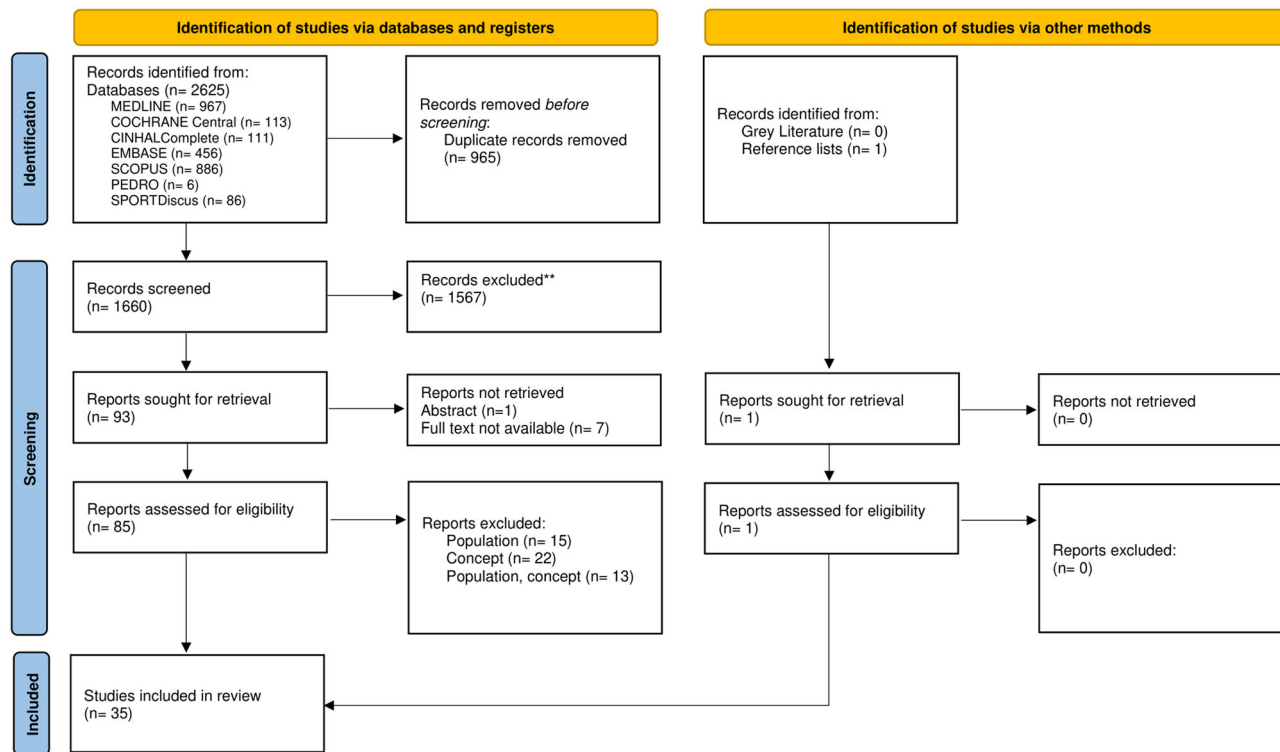 Identification of studies via databases and registers
Identification of studies via other methods
Identification
Records identified from:
Databases (n= 2625)
MEDLINE (n= 967)
COCHRANE Central (n= 113)
CINHALComplete (n= 111)
EMBASE (n= 456)
SCOPUS (n= 886)
PEDRO (n= 6)
SPORTDiscus (n= 86)
Records removed before
screening:
Duplicate records removed
(n= 965)
Records identified from:
Grey Literature (n= 0)
Reference lists (n= 1)
Screening
Records screened
(n= 1660)
Records excluded**
(n= 1567)
Reports sought for retrieval
(n= 93)
Reports not retrieved
Abstract (n=1)
Full text not available (n= 7)
Reports sought for retrieval
(n= 1)
Reports not retrieved
(n= 0)
Reports assessed for eligibility
(n= 85)
Reports excluded:
Population (n= 15)
Concept (n= 22)
Population, concept (n= 13)
Reports assessed for eligibility
(n= 1)
Reports excluded:
(n= 0)
Included
Studies included in review
(n= 35)